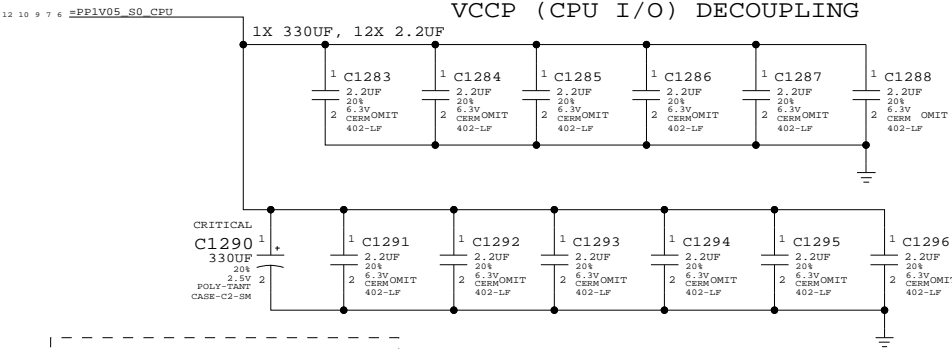 VCCP (CPU I/O) DECOUPLING
12 10 9 7 6 =PP1V05_S0_CPU
1X 330UF, 12X 2.2UF
1 C1283
2.2UF
20%
6.3V
2 CERM OMIT
402-LF
1 C1284
2.2UF
20%
6.3V
2 CERM OMIT
402-LF
1 C1285
2.2UF
20%
6.3V
2 CERM OMIT
402-LF
1 C1286
2.2UF
20%
6.3V
2 CERM OMIT
402-LF
1 C1287
2.2UF
20%
6.3V
2 CERM OMIT
402-LF
1 C1288
2.2UF
20%
6.3V
2 CERM OMIT
402-LF
CRITICAL
C1290 1
+
330UF
20%
2.5V 2
POLY-TANT
CASE-C2-SM
1 C1291
2.2UF
20%
6.3V OMIT
2 CERM
402-LF
1 C1292
2.2UF
20%
6.3V OMIT
2 CERM
402-LF
1 C1293
2.2UF
20%
6.3V OMIT
2 CERM
402-LF
1 C1294
2.2UF
20%
6.3V OMIT
2 CERM
402-LF
1 C1295
2.2UF
20%
6.3V OMIT
2 CERM
402-LF
1 C1296
2.2UF
20%
6.3V OMIT
2 CERM
402-LF